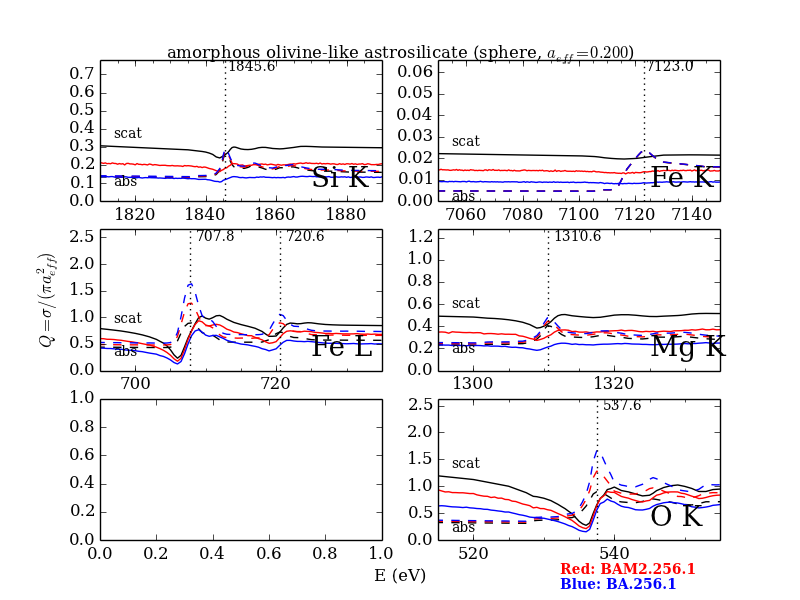 amorphous olivine-like astrosilicate (sphere, a_eff=0.200)
0.7
0.6
0.5
0.4
0.3
0.2
0.1
0.0
1845.6
scat
abs
Si K
1820 1840 1860 1880
0.06
0.05
0.04
0.03
0.02
0.01
0.00
7123.0
scat
abs
Fe K
7060 7080 7100 7120 7140
Q=σ/(πa²_eff)
2.5
2.0
1.5
1.0
0.5
0.0
707.8 720.6
scat
abs
Fe L
700 720
1.2
1.0
0.8
0.6
0.4
0.2
0.0
1310.6
scat
abs
Mg K
1300 1320
1.0
0.8
0.6
0.4
0.2
0.0
0.0 0.2 0.4 0.6 0.8 1.0
2.5
2.0
1.5
1.0
0.5
0.0
537.6
scat
abs
O K
520 540
E (eV)
Red: BAM2.256.1
Blue: BA.256.1